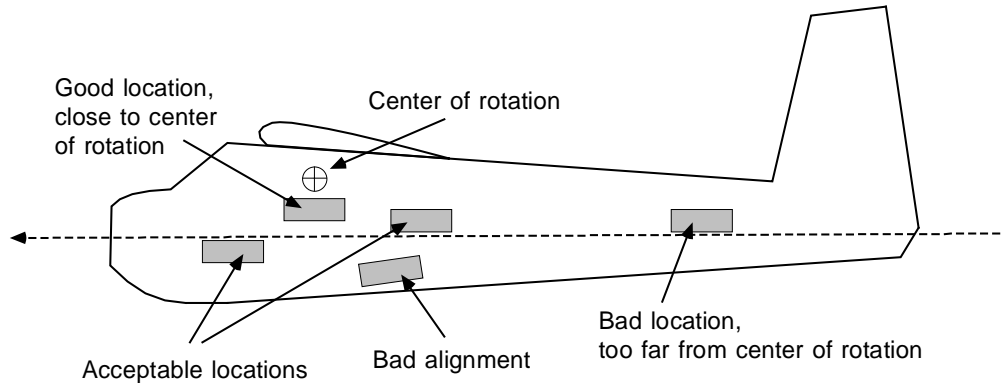 Good location,
close to center
of rotation
Center of rotation
Acceptable locations
Bad alignment
Bad location,
too far from center of rotation